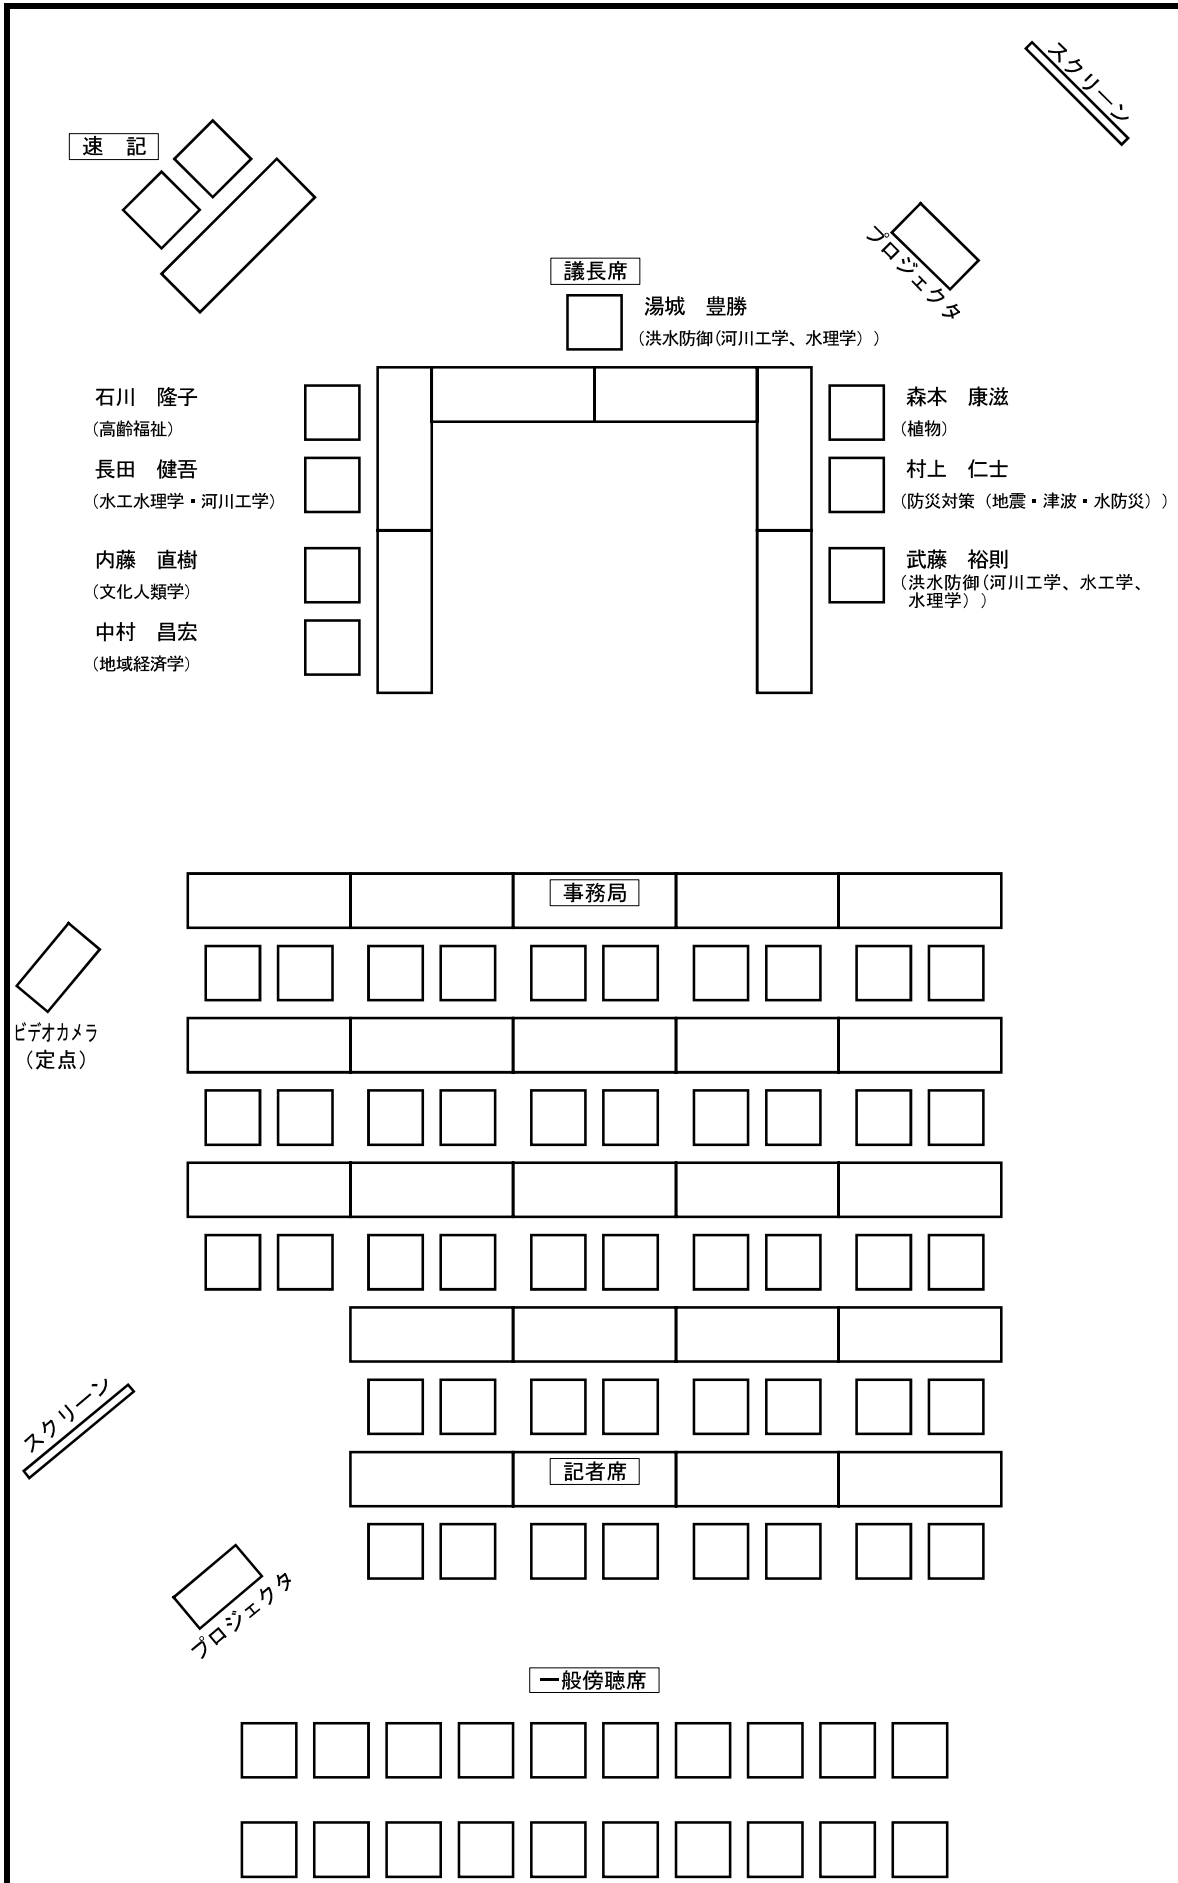 スクリーン
速　記
プロジェクタ
議長席
湯城　豊勝
（洪水防御（河川工学、水理学））
石川　隆子
（高齢福祉）
長田　健吾
（水工水理学・河川工学）
内藤　直樹
（文化人類学）
中村　昌宏
（地域経済学）
森本　康滋
（植物）
村上　仁士
（防災対策（地震・津波・水防災））
武藤　裕則
（洪水防御（河川工学、水工学、
水理学））
事務局
ビデオカメラ
（定点）
スクリーン
記者席
プロジェクタ
一般傍聴席